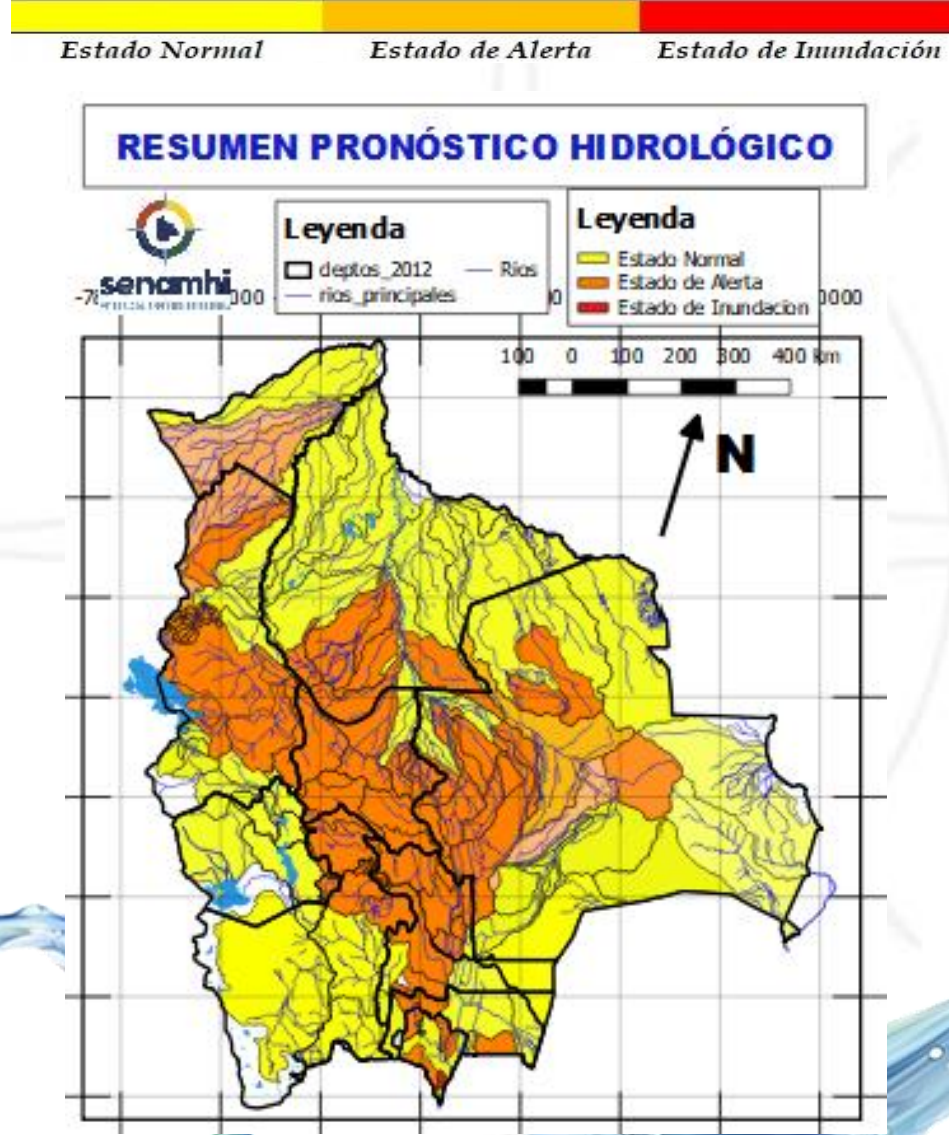 Estado Normal Estado de Alerta Estado de Inundación
RESUMEN PRONÓSTICO HIDROLÓGICO
senamhi
Leyenda
deptos_2012 Rios
rios_principales
Leyenda
Estado Normal
Estado de Alerta
Estado de Inundacion
100 0 100 200 300 400 km
N